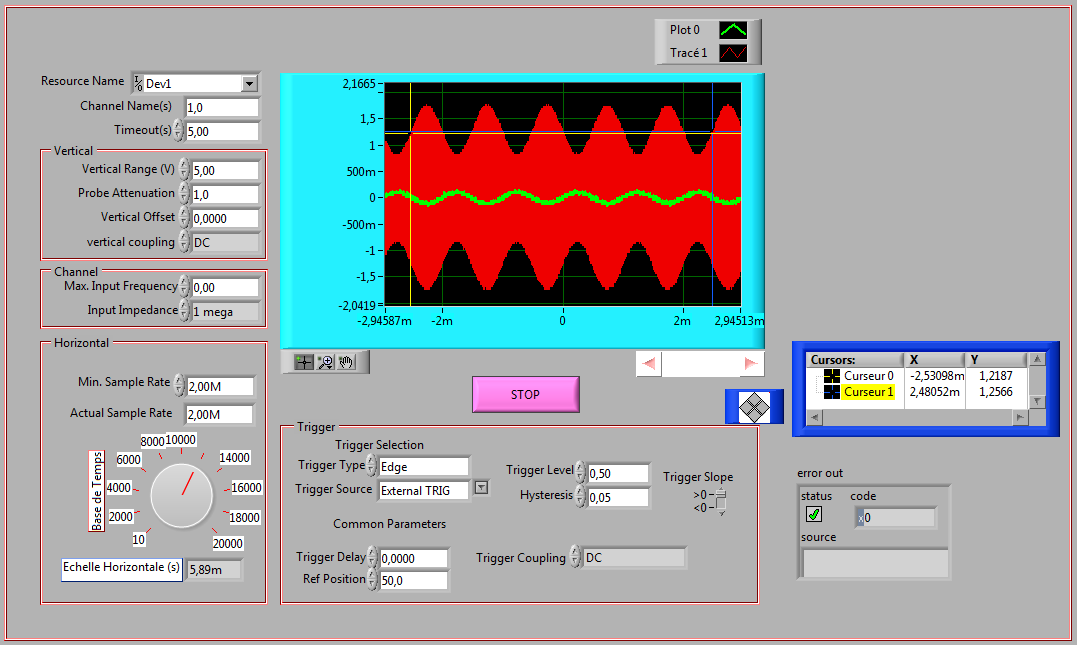 Plot 0
Tracé 1
Resource Name
Dev1
Channel Name(s)
1,0
Timeout(s)
5,00
Vertical
Vertical Range (V)
5,00
Probe Attenuation
1,0
Vertical Offset
0,0000
vertical coupling
DC
Channel
Max. Input Frequency
0,00
Input Impedance
1 mega
Horizontal
Min. Sample Rate
2,00M
Actual Sample Rate
2,00M
Base de Temps
10
2000
4000
6000
8000
10000
14000
16000
18000
20000
Echelle Horizontale (s)
5,89m
2,1665
1,5
1
500m
0
-500m
-1
-1,5
-2,0419
-2,94587m
-2m
0
2m
2,94513m
STOP
Trigger
Trigger Selection
Trigger Type
Edge
Trigger Source
External TRIG
Trigger Level
0,50
Hysteresis
0,05
Trigger Slope
>0
<0
Common Parameters
Trigger Delay
0,0000
Ref Position
50,0
Trigger Coupling
DC
Cursors: X Y
Curseur 0 -2,53098m 1,2187
Curseur 1 2,48052m 1,2566
error out
status code
x0
source